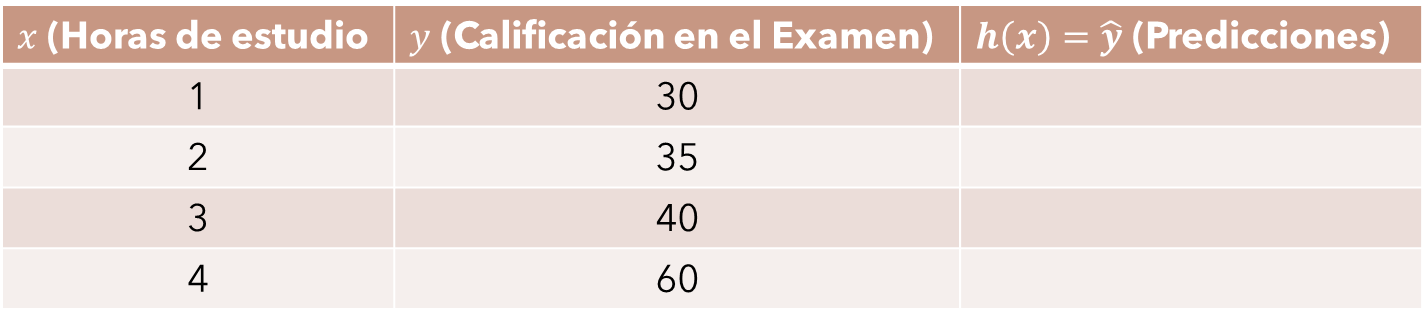 x (Horas de estudio y (Calificación en el Examen) h(x) = ŷ (Predicciones)
1 30
2 35
3 40
4 60